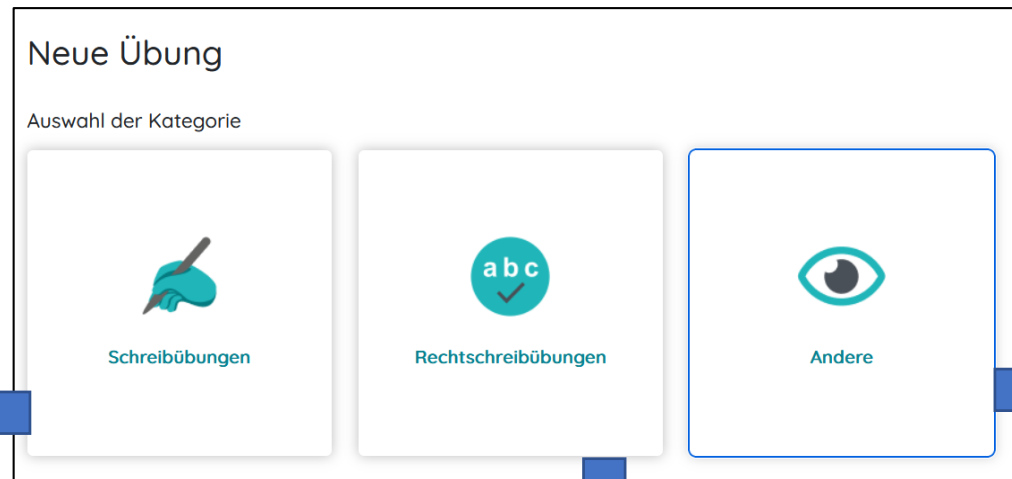 Neue Übung
Auswahl der Kategorie
abc
Schreibübungen
Rechtschreibübungen
Andere